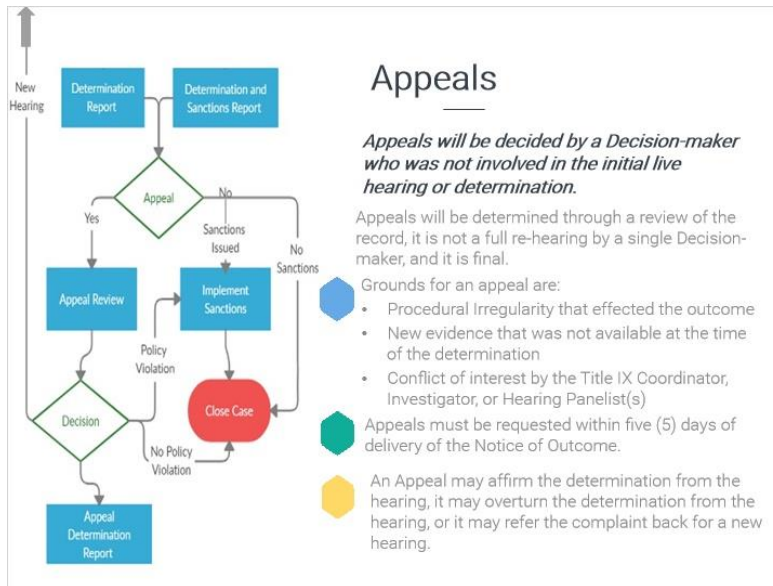 New
Hearing
Determination
Report
Determination and
Sanctions Report
Appeal
Yes
No
Sanctions
Issued
No
Sanctions
Appeal Review
Implement
Sanctions
Policy
Violation
Decision
Close Case
No Policy
Violation
Appeal
Determination
Report
Appeals
Appeals will be decided by a Decision-maker
who was not involved in the initial live
hearing or determination.
Appeals will be determined through a review of the
record, it is not a full re-hearing by a single Decision-
maker, and it is final.
Grounds for an appeal are:
• Procedural Irregularity that effected the outcome
• New evidence that was not available at the time
of the determination
• Conflict of interest by the Title IX Coordinator,
Investigator, or Hearing Panelist(s)
Appeals must be requested within five (5) days of
delivery of the Notice of Outcome.
An Appeal may affirm the determination from the
hearing, it may overturn the determination from the
hearing, or it may refer the complaint back for a new
hearing.